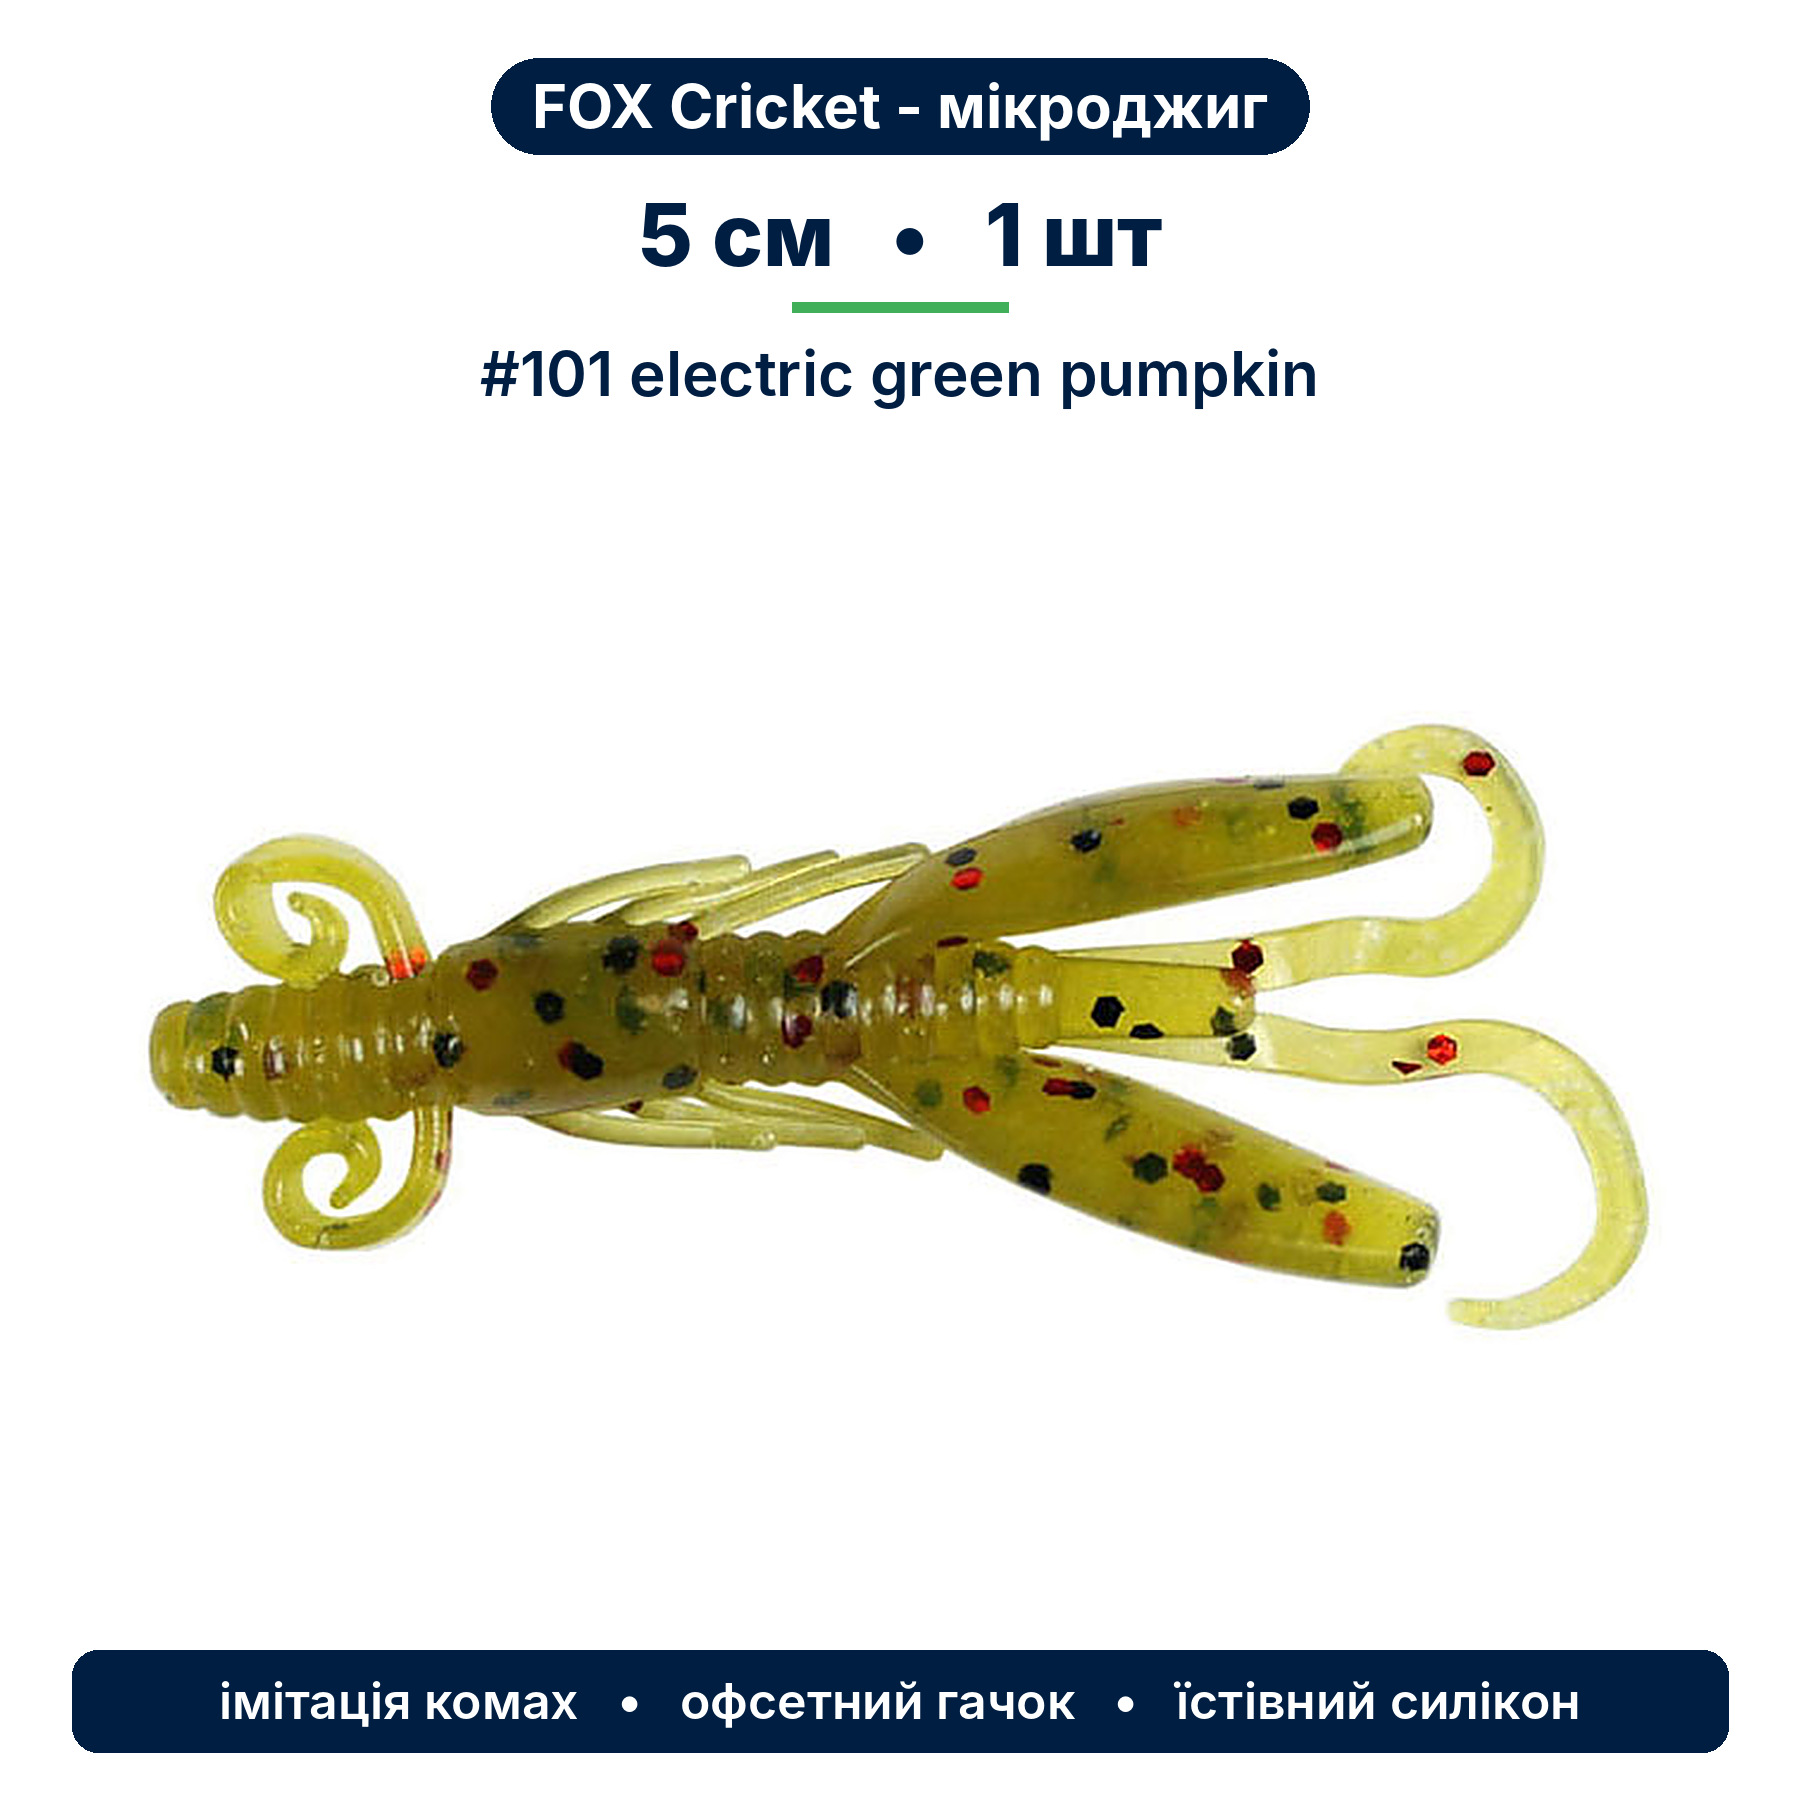 FOX Cricket - мікроджиг
5 см • 1 шт
#101 electric green pumpkin
імітація комах • офсетний гачок • їстівний силікон